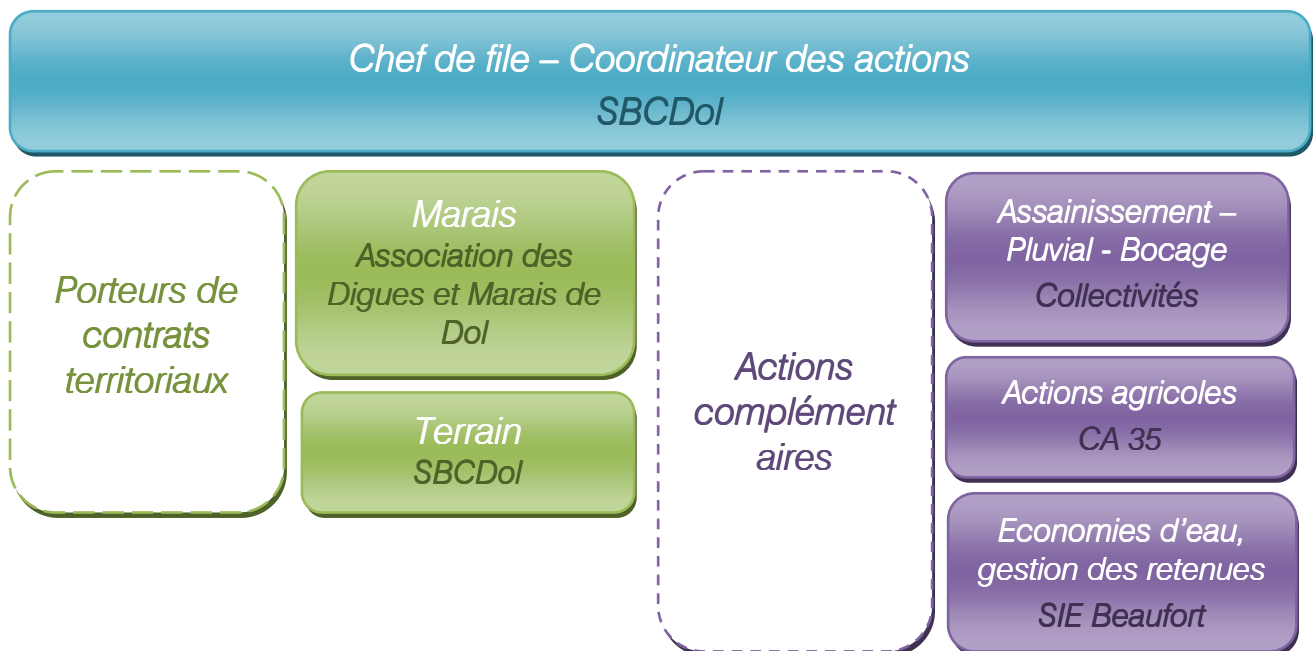 Chef de file – Coordinateur des actions
SBCDol
Porteurs de
contrats
territoriaux
Marais
Association des
Digues et Marais de
Dol
Terrain
SBCDol
Actions
complément
aires
Assainissement –
Pluvial - Bocage
Collectivités
Actions agricoles
CA 35
Economies d’eau,
gestion des retenues
SIE Beaufort